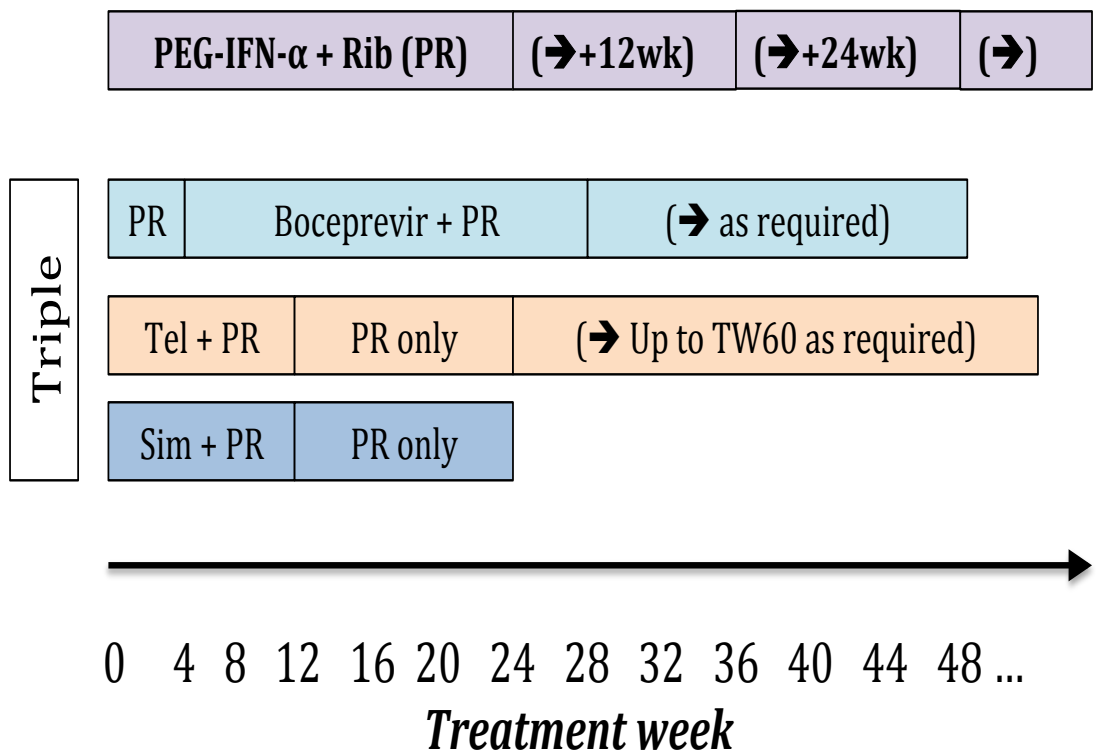 PEG-IFN-α + Rib (PR) (➔+12wk) (➔+24wk) (➔)
Triple
PR Boceprevir + PR (➔ as required)
Tel + PR PR only (➔ Up to TW60 as required)
Sim + PR PR only
0 4 8 12 16 20 24 28 32 36 40 44 48 ...
Treatment week